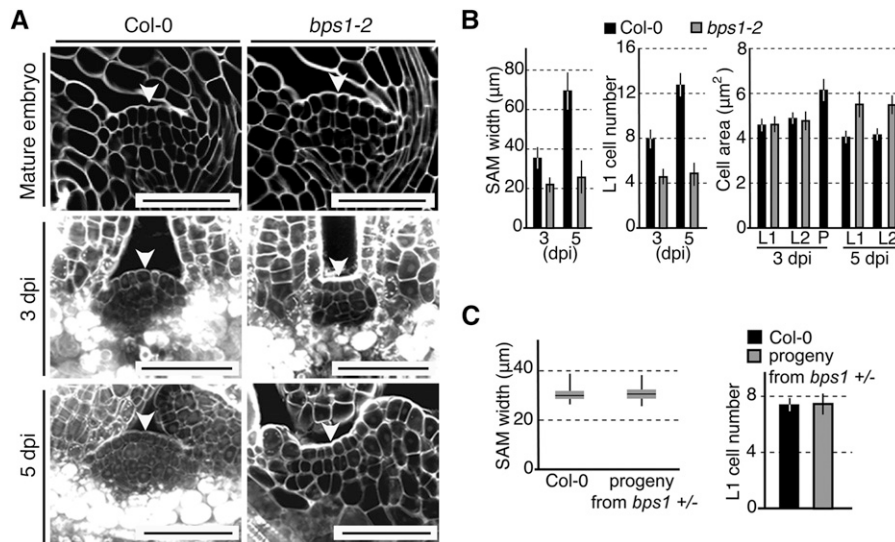 A
Col-0
bps1-2
Mature embryo
3 dpi
5 dpi
B
Col-0
bps1-2
SAM width (μm)
80
60
40
20
0
3
5
(dpi)
L1 cell number
16
12
8
4
0
3
5
(dpi)
Cell area (μm²)
8
6
4
2
0
L1
L2
P
L1
L2
3 dpi
5 dpi
C
SAM width (μm)
40
20
0
Col-0
progeny
from bps1 +/-
Col-0
progeny
from bps1 +/-
L1 cell number
8
4
0